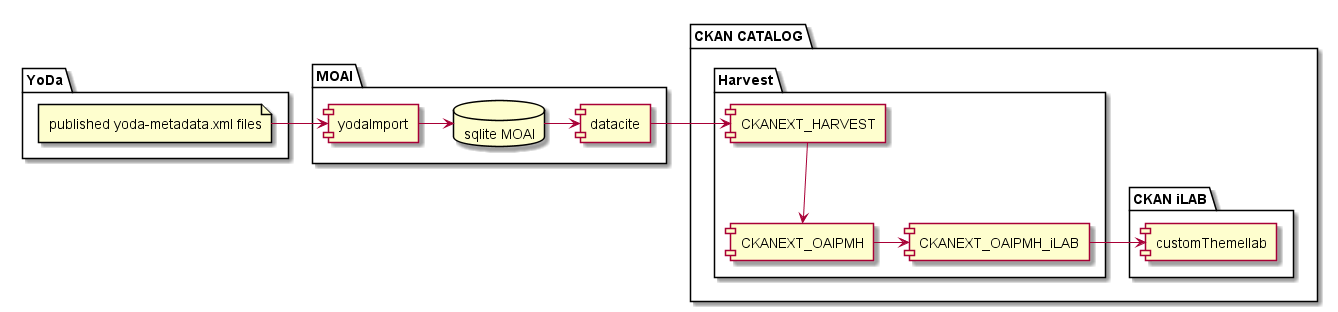 CKAN CATALOG
YoDa
MOAI
Harvest
published yoda-metadata.xml files
yodaImport
sqlite MOAI
datacite
CKANEXT_HARVEST
CKAN iLAB
CKANEXT_OAIPMH
CKANEXT_OAIPMH_iLAB
customThemeIlab